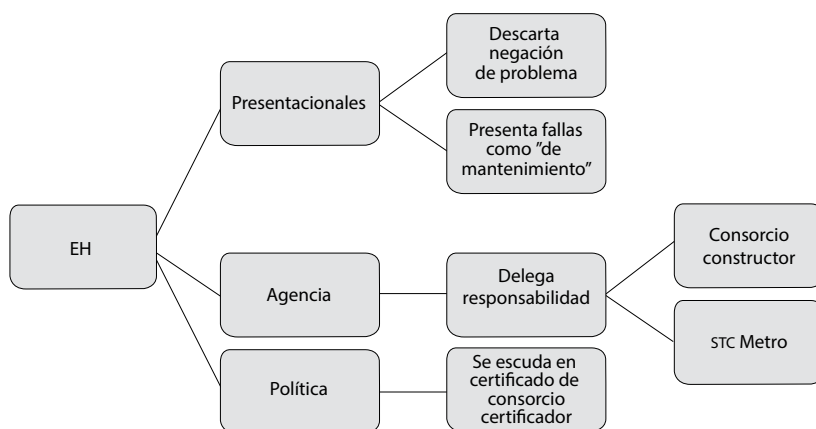 Descarta
negación
de problema
Presentacionales
Presenta fallas
como "de
mantenimiento"
EH
Consorcio
constructor
Agencia
Delega
responsabilidad
STC Metro
Política
Se escuda en
certificado de
consorcio
certificador